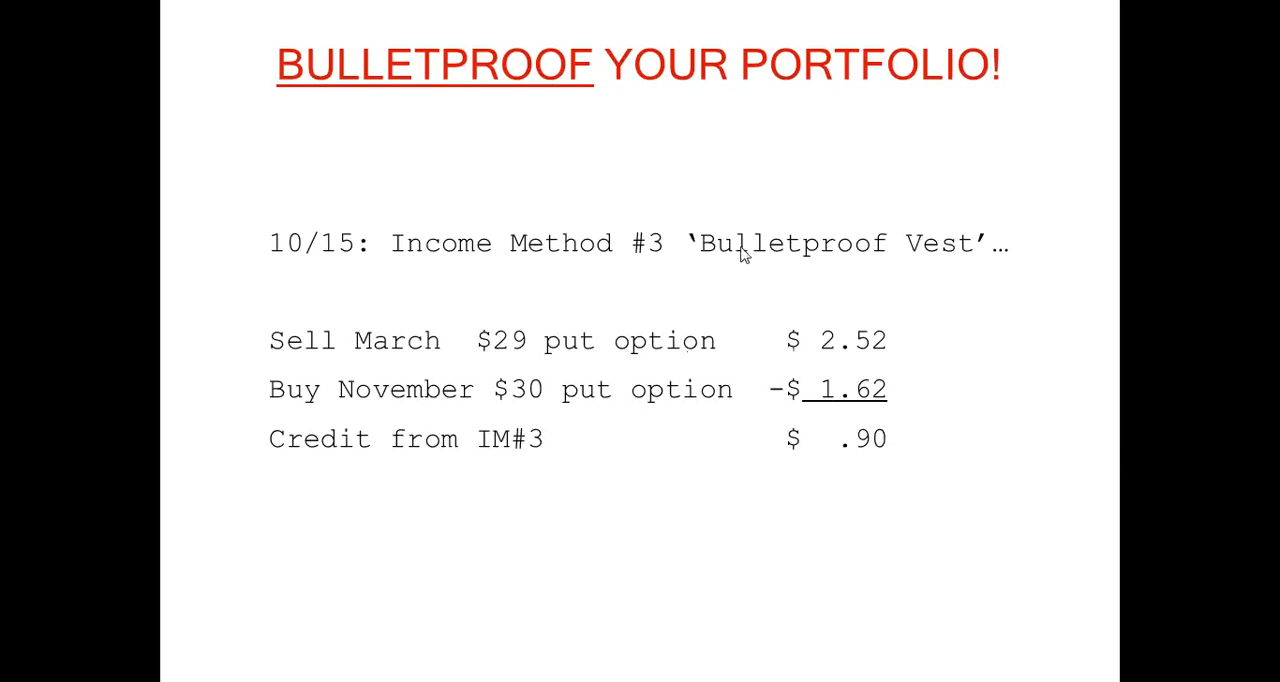 BULLETPROOF YOUR PORTFOLIO!
10/15: Income Method #3 ‘Bulletproof Vest’…
Sell March $29 put option $ 2.52
Buy November $30 put option -$ 1.62
Credit from IM#3 $ .90